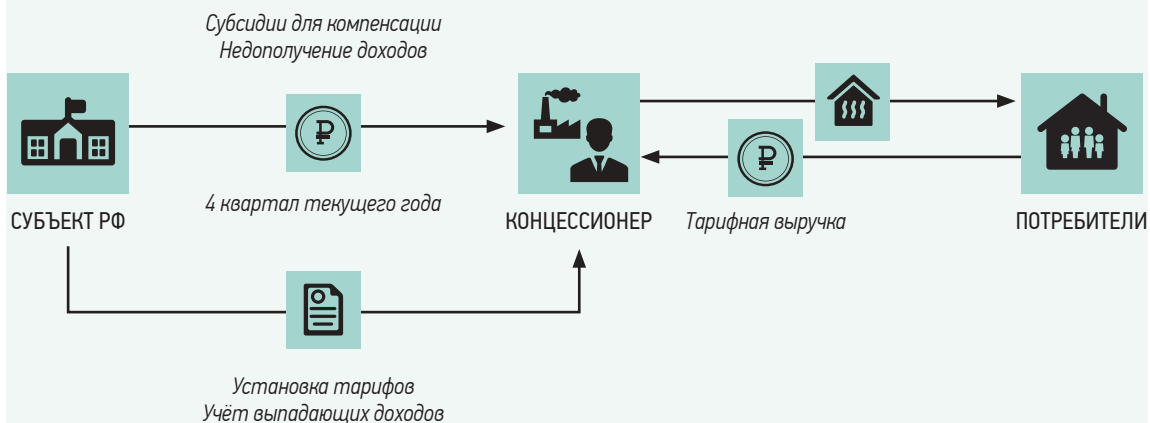 Субсидии для компенсации
Недополучение доходов
4 квартал текущего года
СУБЪЕКТ РФ
КОНЦЕССИОНЕР
Тарифная выручка
ПОТРЕБИТЕЛИ
Установка тарифов
Учёт выпадающих доходов